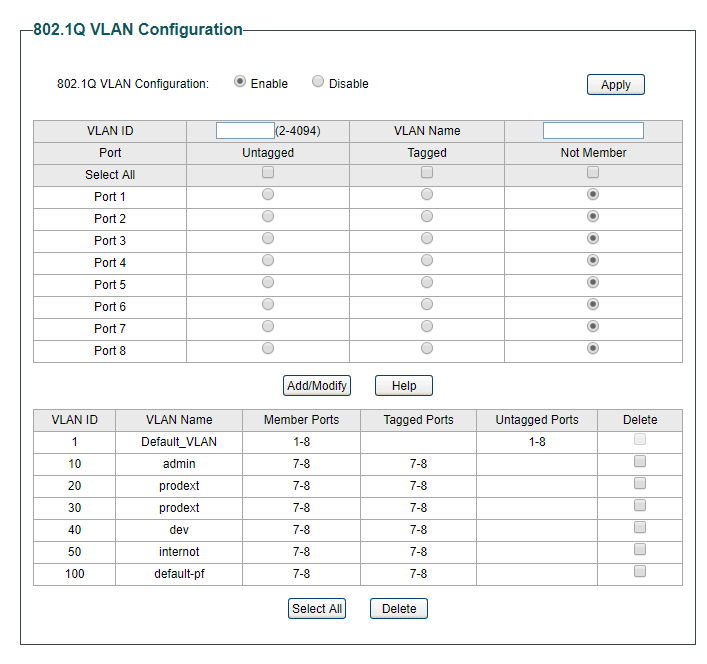 802.1Q VLAN Configuration
802.1Q VLAN Configuration: Enable Disable Apply
VLAN ID (2-4094) VLAN Name
Port Untagged Tagged Not Member
Select All
Port 1
Port 2
Port 3
Port 4
Port 5
Port 6
Port 7
Port 8
Add/Modify Help
VLAN ID VLAN Name Member Ports Tagged Ports Untagged Ports Delete
1 Default_VLAN 1-8 1-8
10 admin 7-8 7-8
20 prodext 7-8 7-8
30 prodext 7-8 7-8
40 dev 7-8 7-8
50 internot 7-8 7-8
100 default-pf 7-8 7-8
Select All Delete